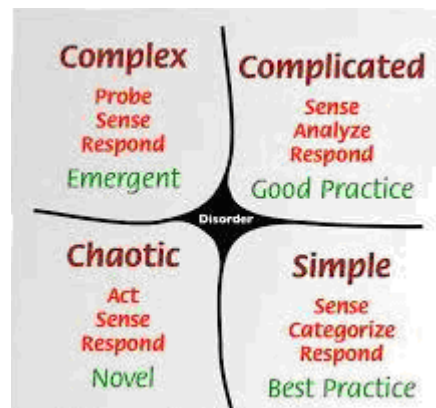 Complex
Probe
Sense
Respond
Emergent
Complicated
Sense
Analyze
Respond
Good Practice
Disorder
Chaotic
Act
Sense
Respond
Novel
Simple
Sense
Categorize
Respond
Best Practice